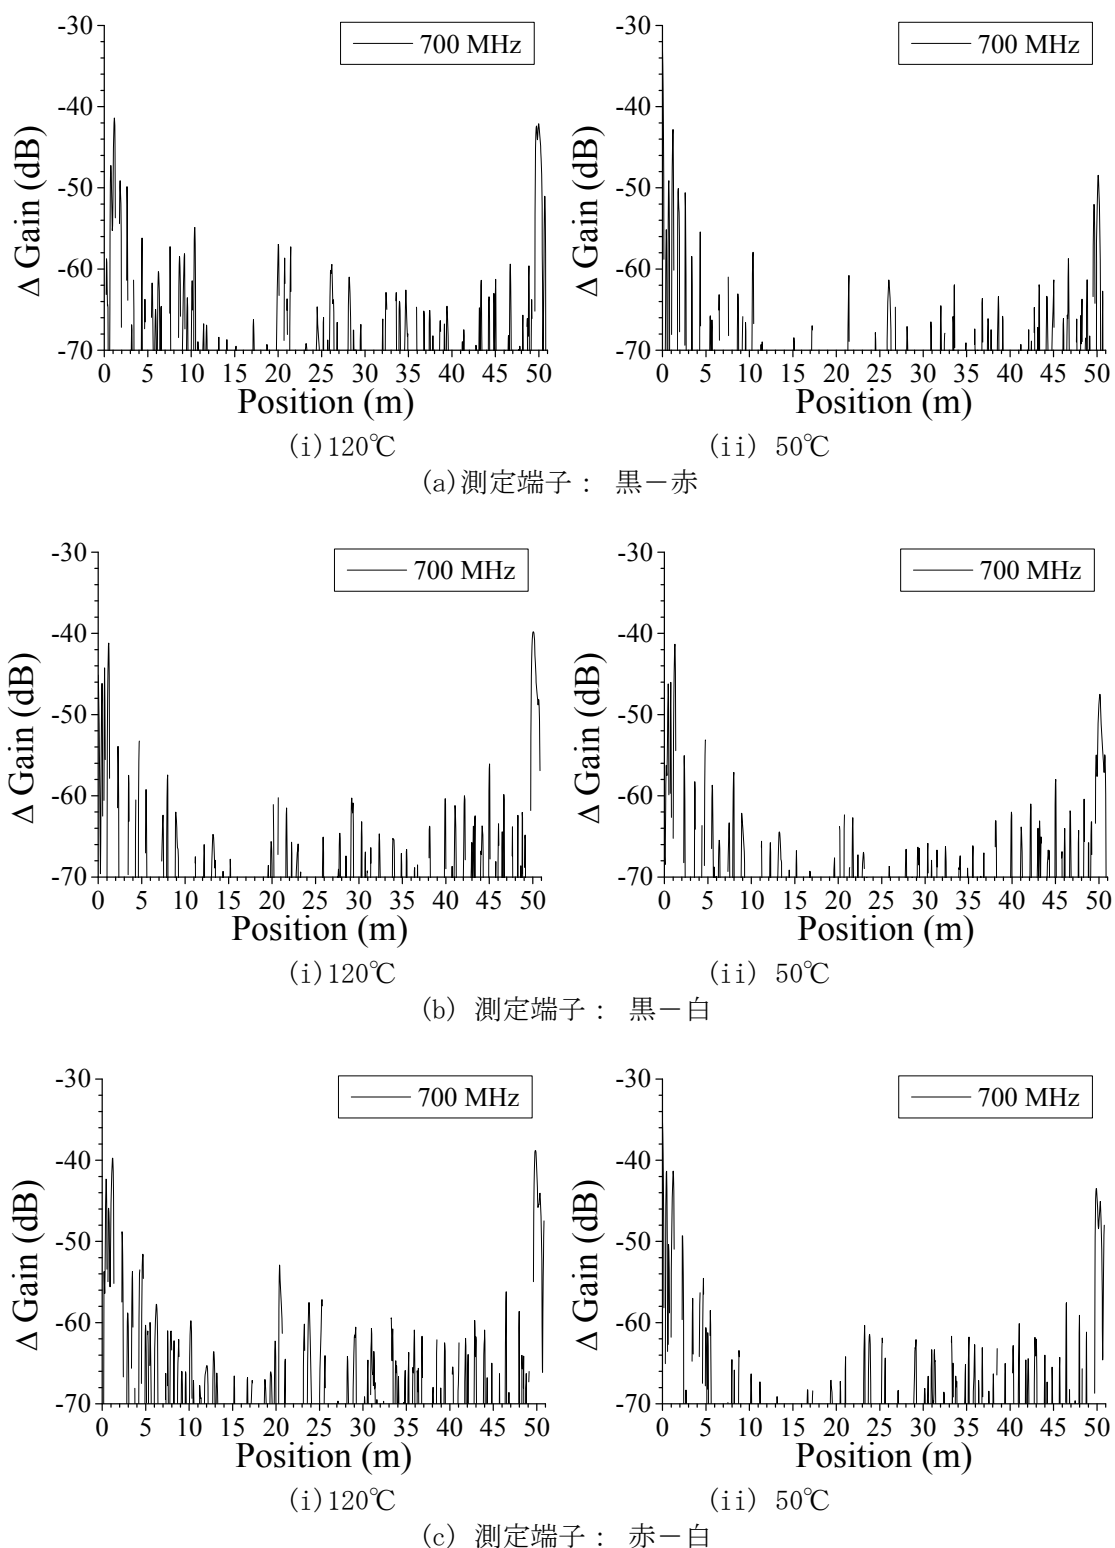 700 MHz
-30
-40
-50
-60
-70
Δ Gain (dB)
0 5 10 15 20 25 30 35 40 45 50
Position (m)
(i)120℃
700 MHz
-30
-40
-50
-60
-70
Δ Gain (dB)
0 5 10 15 20 25 30 35 40 45 50
Position (m)
(ii) 50℃
(a)測定端子： 黒－赤
700 MHz
-30
-40
-50
-60
-70
Δ Gain (dB)
0 5 10 15 20 25 30 35 40 45 50
Position (m)
(i)120℃
700 MHz
-30
-40
-50
-60
-70
Δ Gain (dB)
0 5 10 15 20 25 30 35 40 45 50
Position (m)
(ii) 50℃
(b) 測定端子： 黒－白
700 MHz
-30
-40
-50
-60
-70
Δ Gain (dB)
0 5 10 15 20 25 30 35 40 45 50
Position (m)
(i)120℃
700 MHz
-30
-40
-50
-60
-70
Δ Gain (dB)
0 5 10 15 20 25 30 35 40 45 50
Position (m)
(ii) 50℃
(c) 測定端子： 赤－白